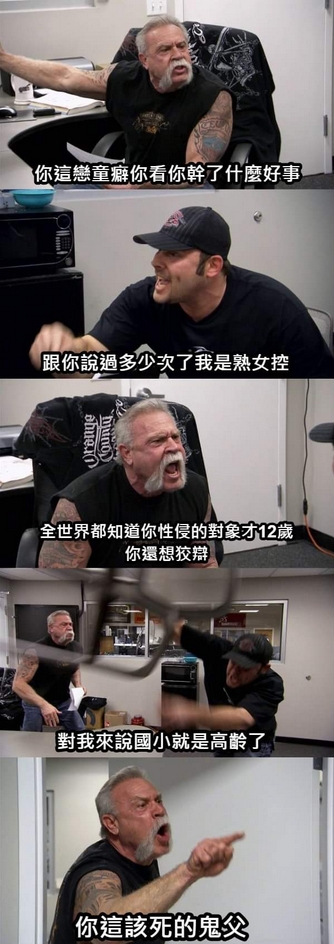 你這戀童癖你看你幹了什麼好事
跟你說過多少次了我是熟女控
Orange
County
全世界都知道你性侵的對象才12歲
你還想狡辯
對我來說國小就是高齡了
你這該死的鬼父